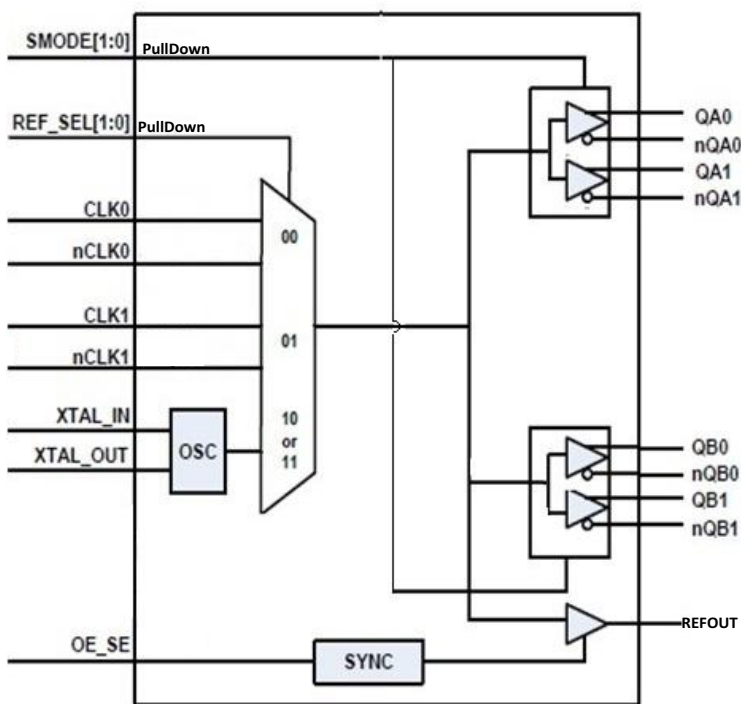 SMODE[1:0] PullDown
REF_SEL[1:0] PullDown
CLK0
nCLK0
CLK1
nCLK1
XTAL_IN
XTAL_OUT
OSC
00
01
10
or
11
QA0
nQA0
QA1
nQA1
QB0
nQB0
QB1
nQB1
REFOUT
OE_SE
SYNC